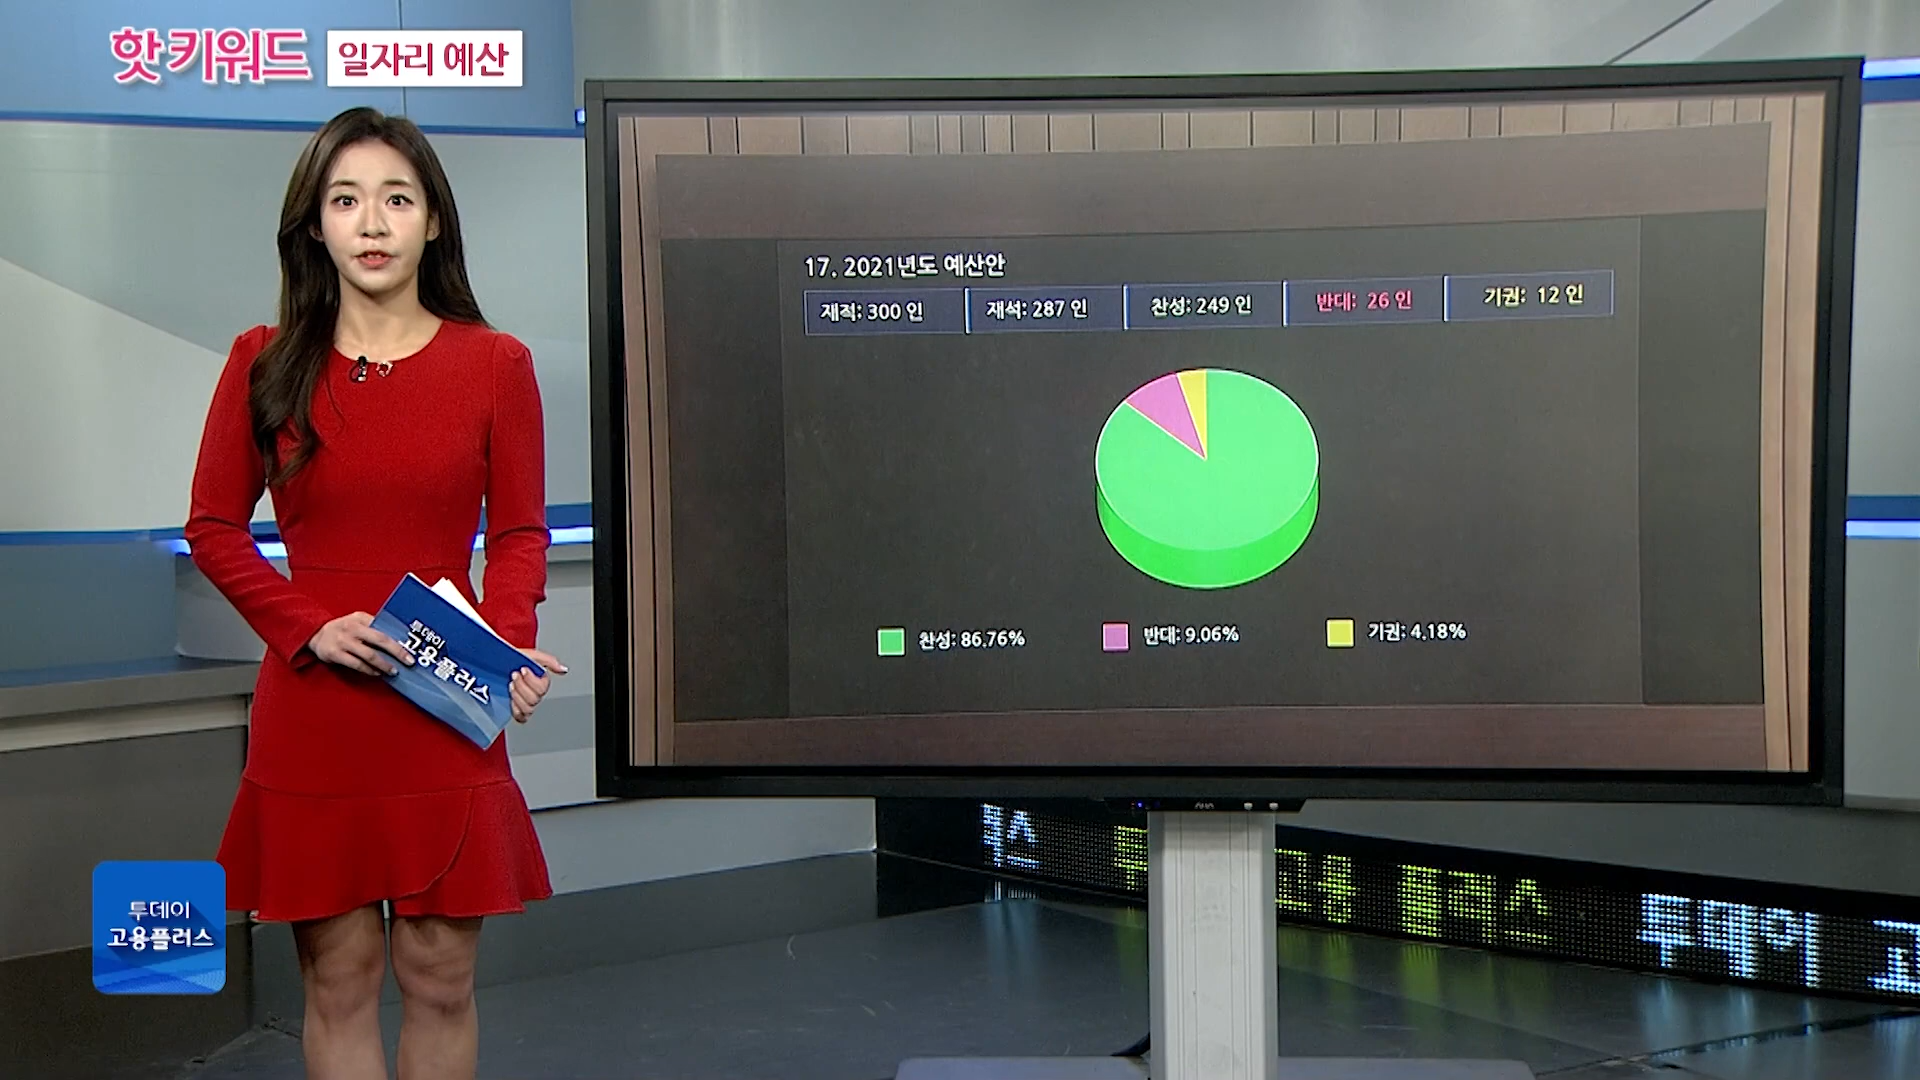 핫키워드 일자리 예산
17. 2021년도 예산안
재적: 300 인 재석: 287 인 찬성: 249 인 반대: 26 인 기권: 12 인
찬성: 86.76% 반대: 9.06% 기권: 4.18%
투데이
고용플러스
스 투 고용 플러스 투데이 고
투데이
고용플러스